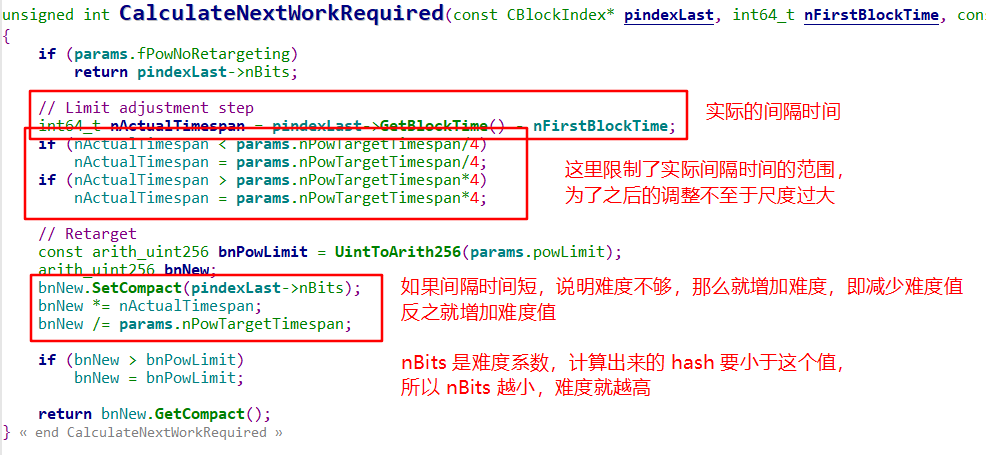 unsigned int CalculateNextWorkRequired(const CBlockIndex* pindexLast, int64_t nFirstBlockTime, con
{
if (params.fPowNoRetargeting)
return pindexLast->nBits;
// Limit adjustment step
int64_t nActualTimespan = pindexLast->GetBlockTime() - nFirstBlockTime;
实际的间隔时间
if (nActualTimespan < params.nPowTargetTimespan/4)
nActualTimespan = params.nPowTargetTimespan/4;
if (nActualTimespan > params.nPowTargetTimespan*4)
nActualTimespan = params.nPowTargetTimespan*4;
这里限制了实际间隔时间的范围，
为了之后的调整不至于尺度过大
// Retarget
const arith_uint256 bnPowLimit = UintToArith256(params.powLimit);
arith_uint256 bnNew;
bnNew.SetCompact(pindexLast->nBits);
bnNew *= nActualTimespan;
bnNew /= params.nPowTargetTimespan;
如果间隔时间短，说明难度不够，那么就增加难度，即减少难度值
反之就增加难度值
if (bnNew > bnPowLimit)
bnNew = bnPowLimit;
nBits 是难度系数，计算出来的 hash 要小于这个值，
所以 nBits 越小，难度就越高
return bnNew.GetCompact();
} « end CalculateNextWorkRequired »